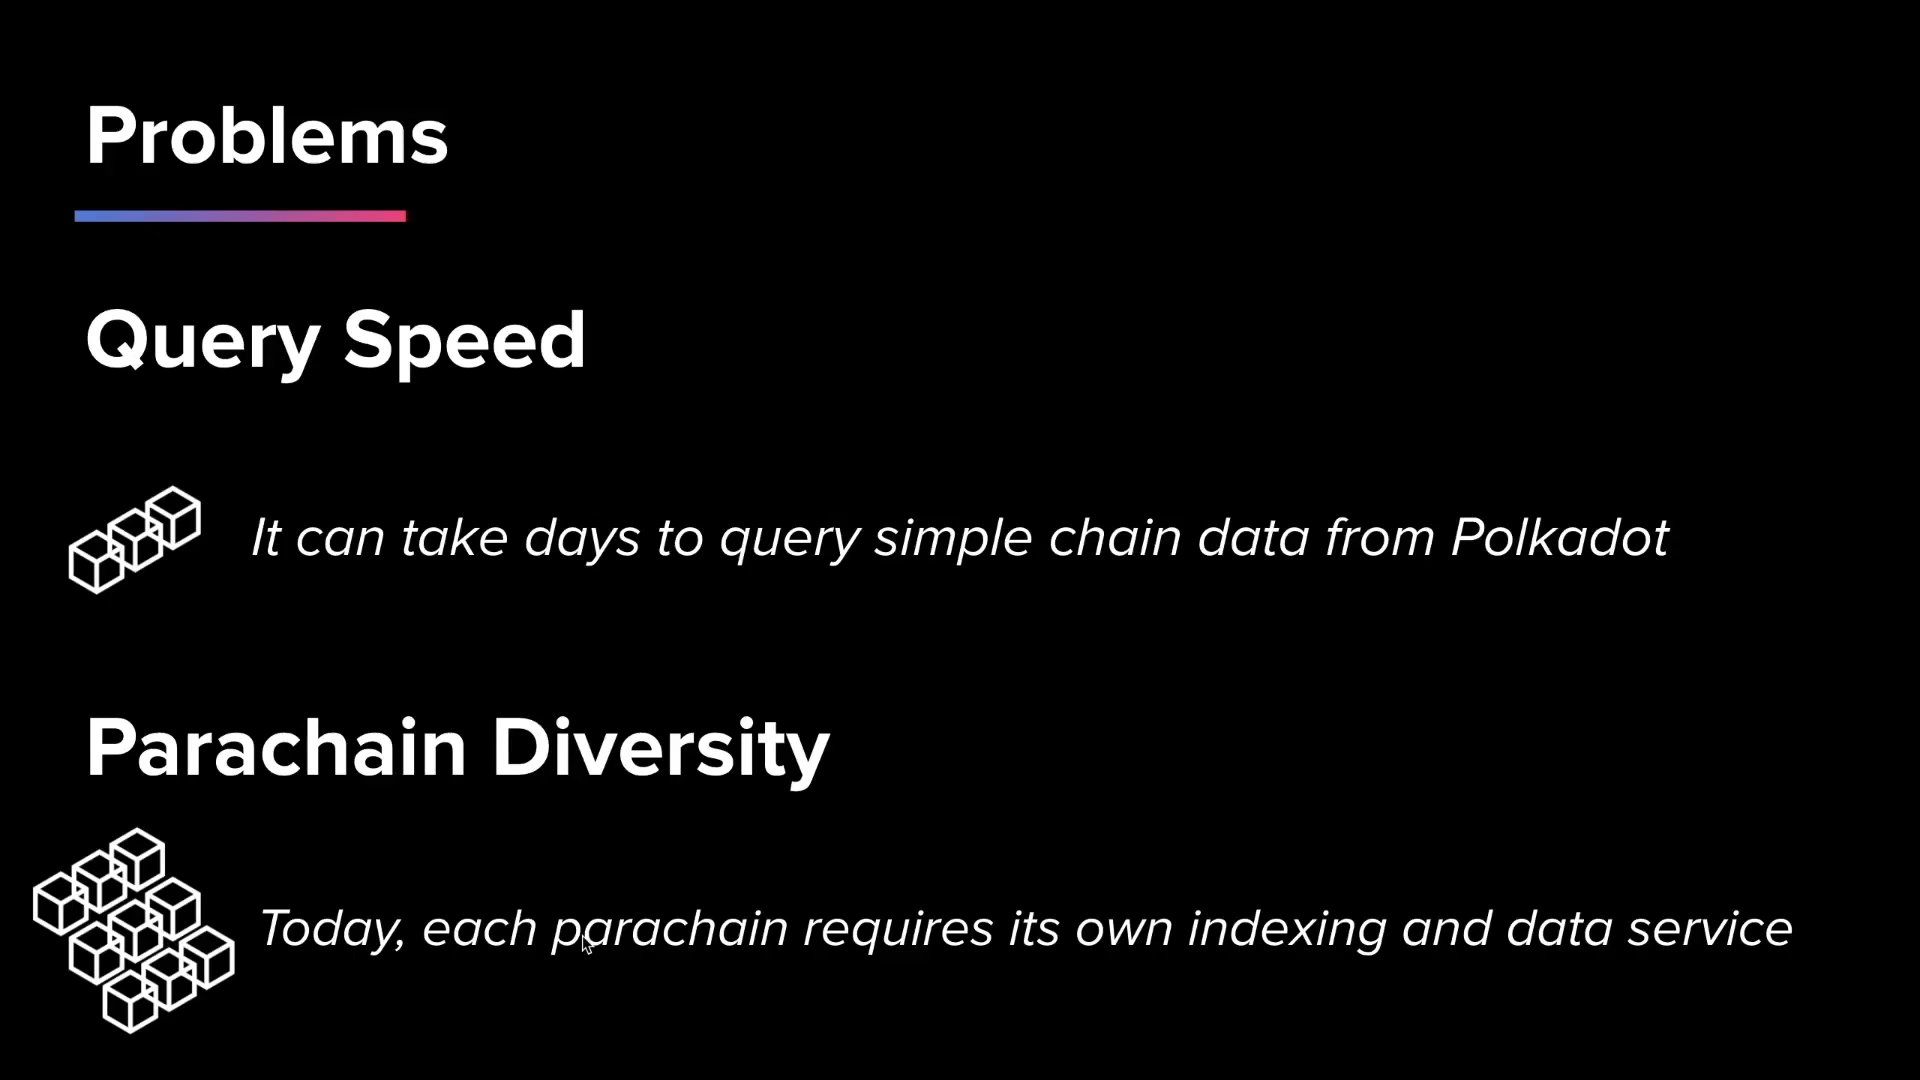 Problems
Query Speed
It can take days to query simple chain data from Polkadot
Parachain Diversity
Today, each parachain requires its own indexing and data service